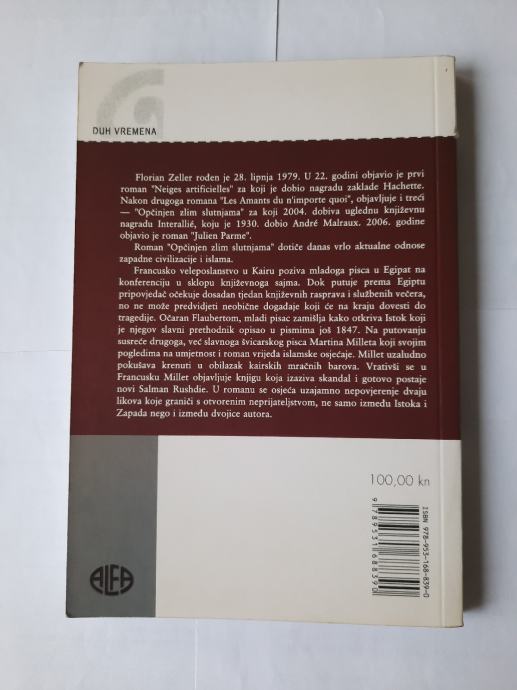 DUH VREMENA
Florian Zeller rođen je 28. lipnja 1979. U 22. godini objavio je prvi
roman "Neiges artificielles" za koji je dobio nagradu zaklade Hachette.
Nakon drugoga romana "Les Amants du n'importe quoi", objavljuje i treći
— "Opčinjen zlim slutnjama" za koji 2004. dobiva uglednu književnu
nagradu Interallié, koju je 1930. dobio André Malraux. 2006. godine
objavio je roman "Julien Parme".
Roman "Opčinjen zlim slutnjama" dotiče danas vrlo aktualne odnose
zapadne civilizacije i islama.
Francusko veleposlanstvo u Kairu poziva mladoga pisca u Egipat na
konferenciju u sklopu književnoga sajma. Dok putuje prema Egiptu
pripovjedač očekuje dosadan tjedan književnih rasprava i službenih večera,
no ne može predvidjeti neobične događaje koji će na kraju dovesti do
tragedije. Očaran Flaubertom, mladi pisac zamišlja kako otkriva Istok koji
je njegov slavni prethodnik opisao u pismima još 1847. Na putovanju
susreće drugoga, već slavnoga švicarskog pisca Martina Milleta koji svojim
pogledima na umjetnost i roman vrijeđa islamske osjećaje. Millet uzaludno
pokušava krenuti u obilazak kairskih mračnih barova. Vrativši se u
Francusku Millet objavljuje knjigu koja izaziva skandal i gotovo postaje
novi Salman Rushdie. U romanu se osjeća uzajamno nepovjerenje dvaju
likova koje graniči s otvorenim neprijateljstvom, ne samo između Istoka i
Zapada nego i između dvojice autora.
100,00 kn
ISBN 978-953-168-839-0
9 789531 688390
ALFA